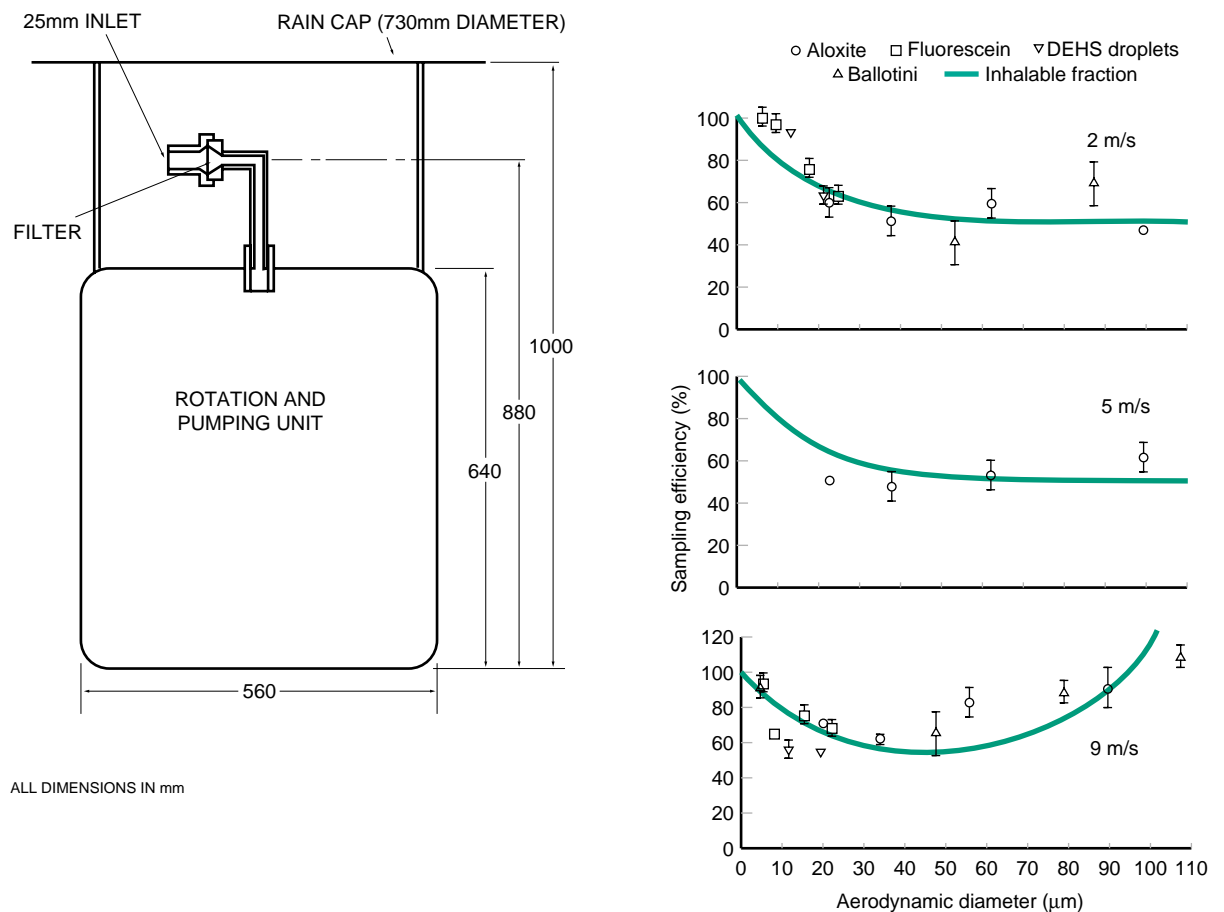 25mm INLET
RAIN CAP (730mm DIAMETER)
FILTER
ROTATION AND
PUMPING UNIT
1000
880
640
560
ALL DIMENSIONS IN mm
Aloxite Fluorescein DEHS droplets
Ballotini Inhalable fraction
100
80
60
40
20
0
2 m/s
100
80
60
40
20
0
5 m/s
Sampling efficiency (%)
120
100
80
60
40
20
0
9 m/s
0 10 20 30 40 50 60 70 80 90 100 110
Aerodynamic diameter (μm)